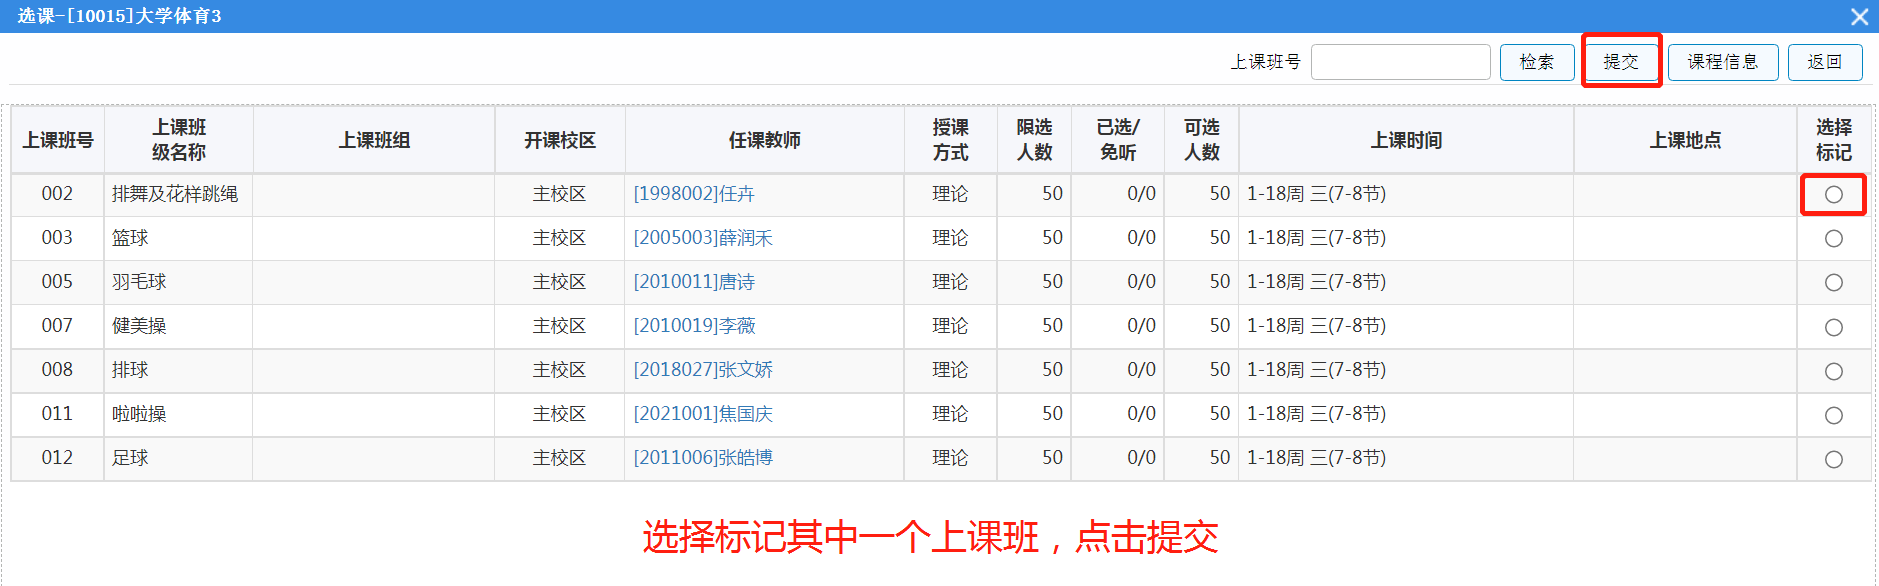 选课-[10015]大学体育3
上课班号 检索 提交 课程信息 返回
上课班号 上课班级名称 上课班组 开课校区 任课教师 授课方式 限选人数 已选/免听 可选人数 上课时间 上课地点 选择标记
002 排舞及花样跳绳 主校区 [1998002]任卉 理论 50 0/0 50 1-18周 三(7-8节)
003 篮球 主校区 [2005003]薛润禾 理论 50 0/0 50 1-18周 三(7-8节)
005 羽毛球 主校区 [2010011]唐诗 理论 50 0/0 50 1-18周 三(7-8节)
007 健美操 主校区 [2010019]李薇 理论 50 0/0 50 1-18周 三(7-8节)
008 排球 主校区 [2018027]张文娇 理论 50 0/0 50 1-18周 三(7-8节)
011 啦啦操 主校区 [2021001]焦国庆 理论 50 0/0 50 1-18周 三(7-8节)
012 足球 主校区 [2011006]张皓博 理论 50 0/0 50 1-18周 三(7-8节)
选择标记其中一个上课班，点击提交